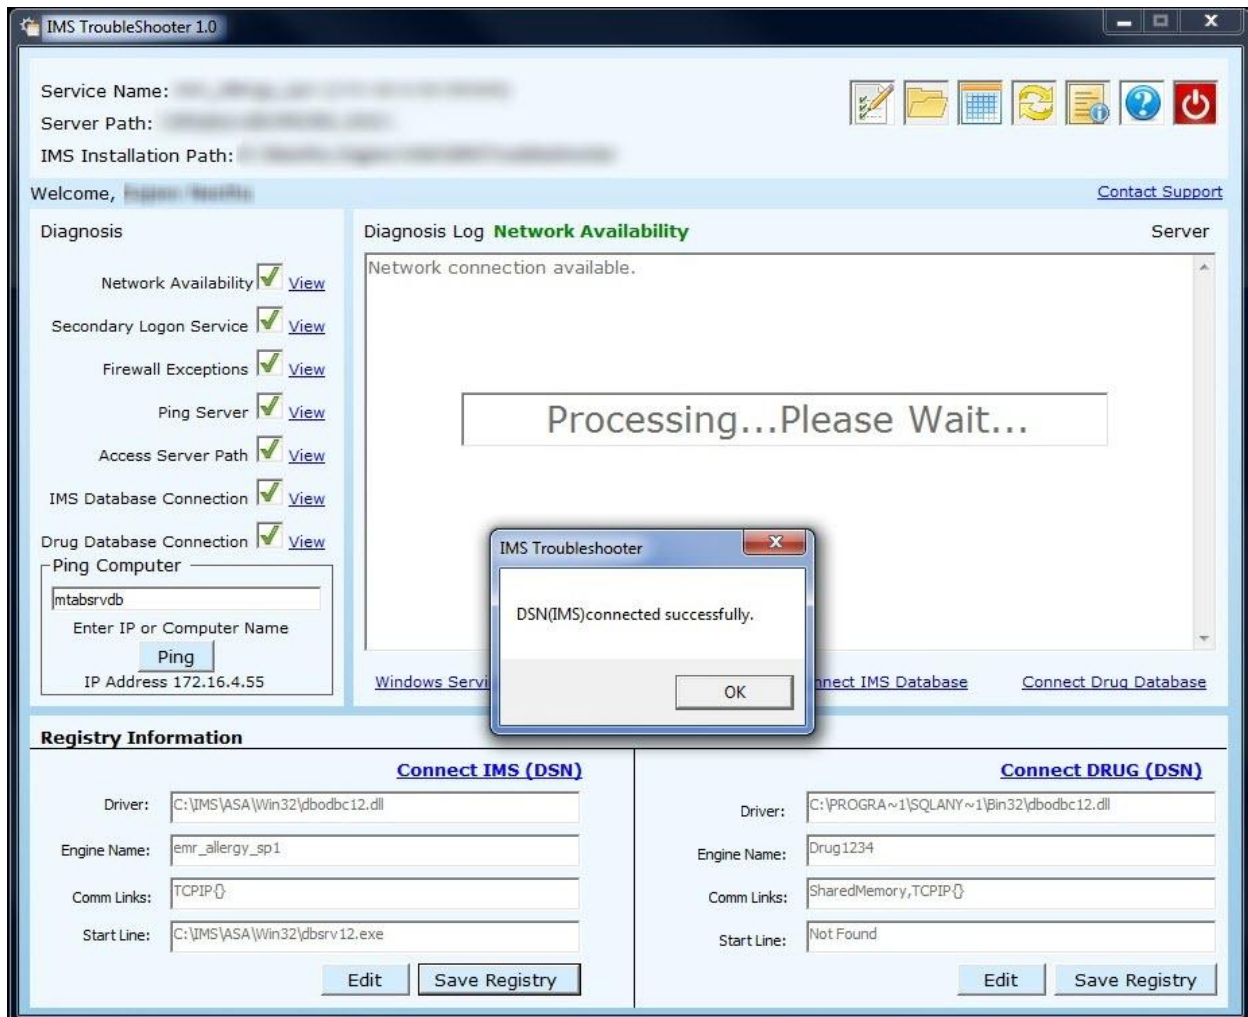 IMS TroubleShooter 1.0
Service Name:
Server Path:
IMS Installation Path:
Welcome,
Contact Support
Diagnosis
Network Availability View
Secondary Logon Service View
Firewall Exceptions View
Ping Server View
Access Server Path View
IMS Database Connection View
Drug Database Connection View
Ping Computer
mtabsrvdb
Enter IP or Computer Name
Ping
IP Address 172.16.4.55
Diagnosis Log Network Availability Server
Network connection available.
Processing...Please Wait...
IMS Troubleshooter
DSN(IMS)connected successfully.
OK
Windows IMS Database Connect Drug Database
Registry Information
Connect IMS (DSN)
Driver: C:\IMS\ASA\Win32\dbodbc12.dll
Engine Name: emr_allergy_sp1
Comm Links: TCPIP{}
Start Line: C:\IMS\ASA\Win32\dbsrv12.exe
Edit Save Registry
Connect DRUG (DSN)
Driver: C:\PROGRA~1\SQLANY~1\Bin32\dbodbc12.dll
Engine Name: Drug1234
Comm Links: SharedMemory,TCPIP{}
Start Line: Not Found
Edit Save Registry